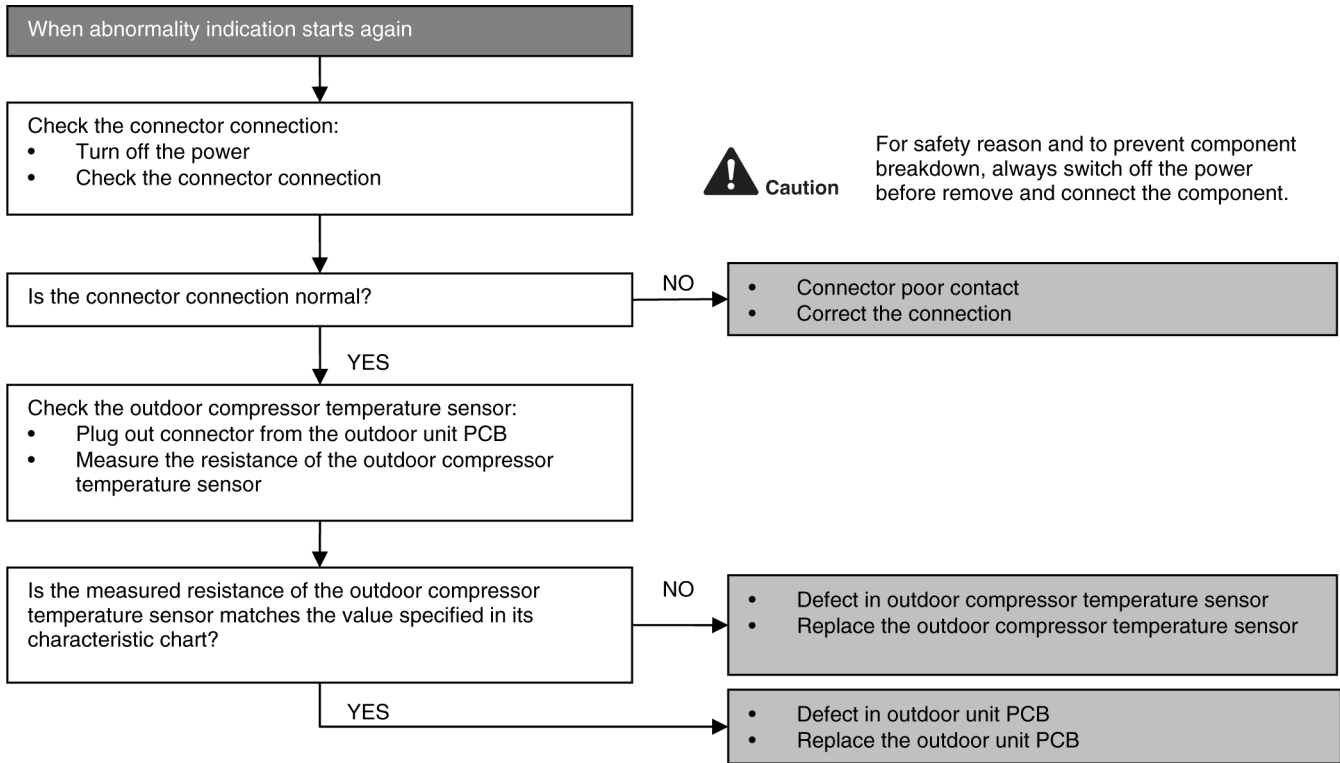 When abnormality indication starts again
Check the connector connection:
• Turn off the power
• Check the connector connection
Caution
For safety reason and to prevent component
breakdown, always switch off the power
before remove and connect the component.
Is the connector connection normal?
NO
• Connector poor contact
• Correct the connection
YES
Check the outdoor compressor temperature sensor:
• Plug out connector from the outdoor unit PCB
• Measure the resistance of the outdoor compressor
temperature sensor
Is the measured resistance of the outdoor compressor
temperature sensor matches the value specified in its
characteristic chart?
NO
• Defect in outdoor compressor temperature sensor
• Replace the outdoor compressor temperature sensor
YES
• Defect in outdoor unit PCB
• Replace the outdoor unit PCB